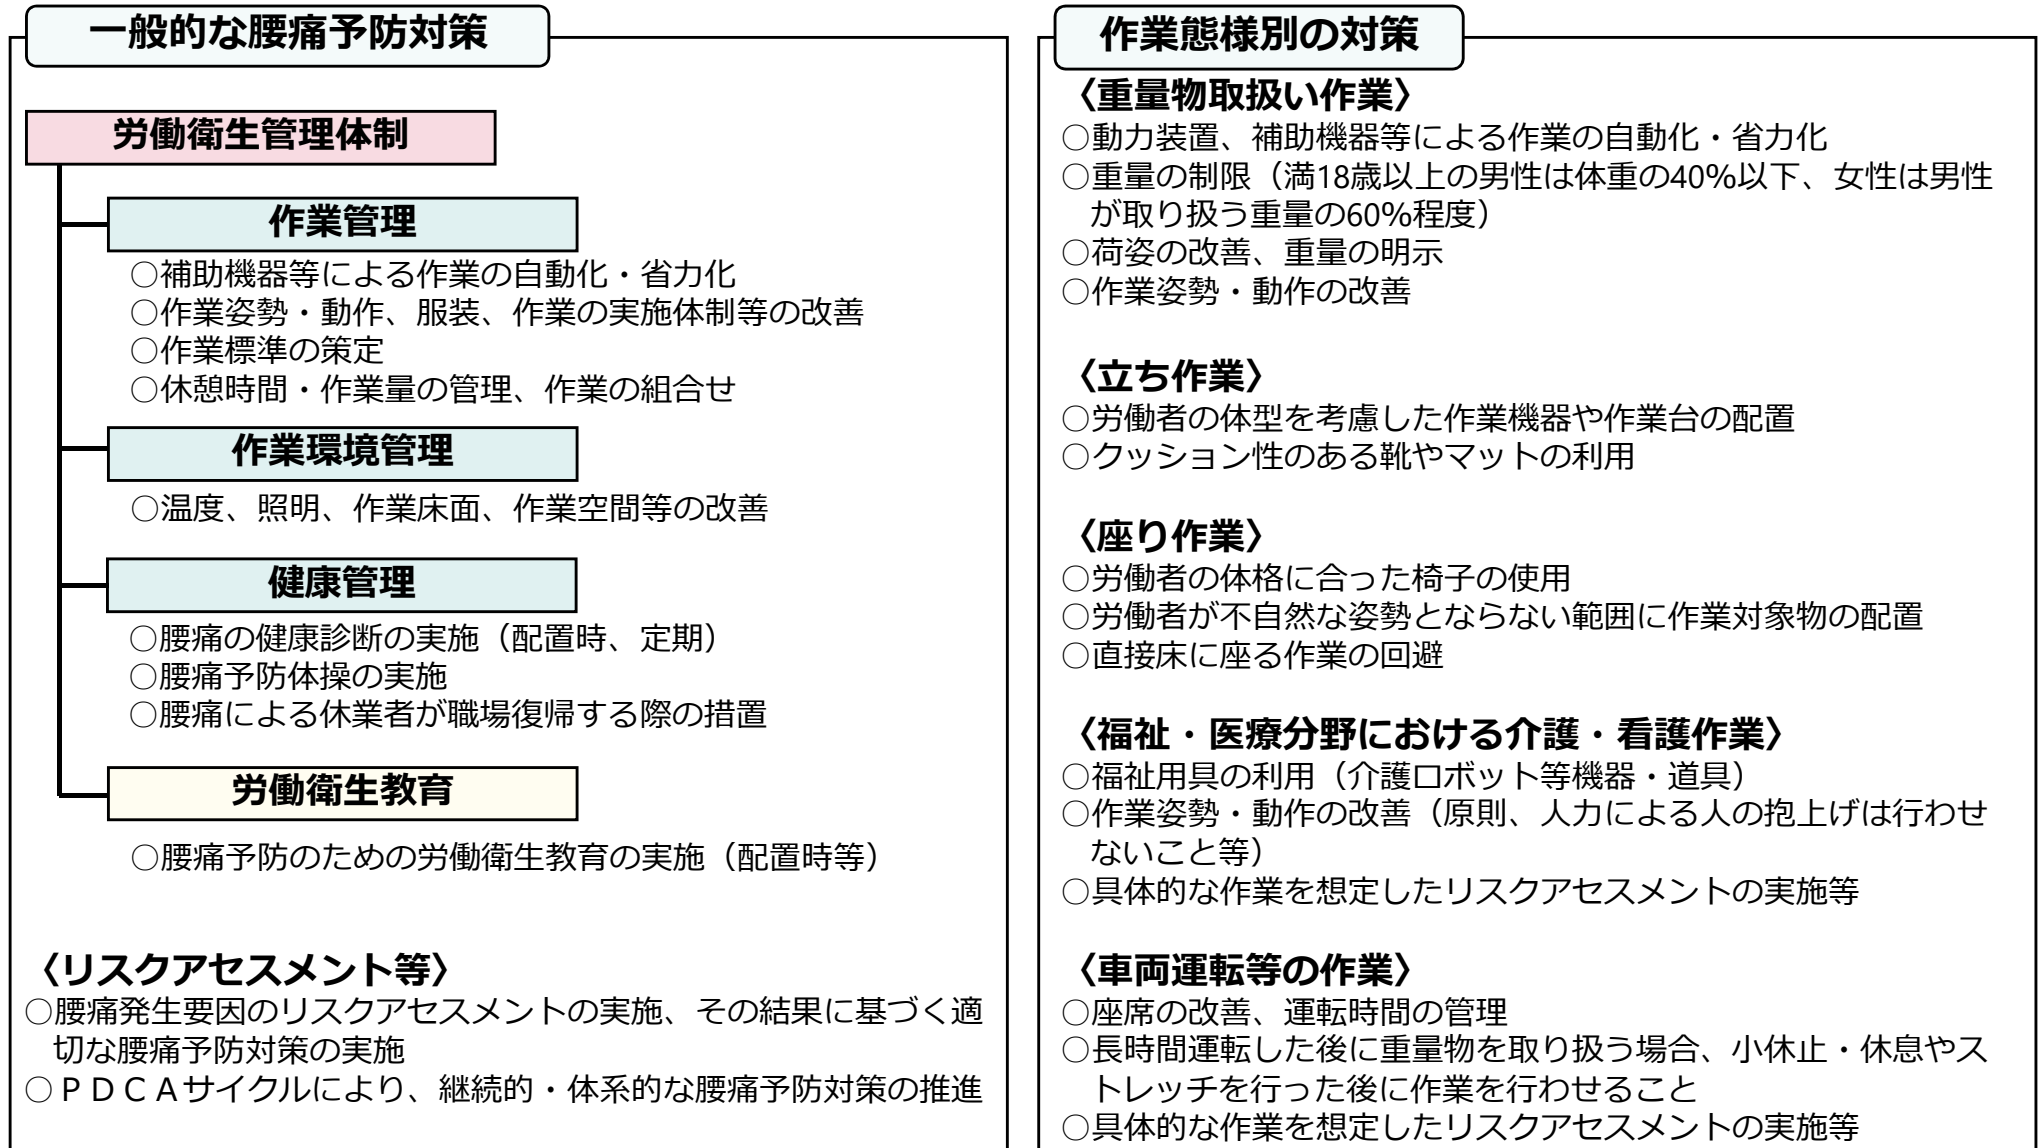 一般的な腰痛予防対策
労働衛生管理体制
作業管理
○補助機器等による作業の自動化・省力化
○作業姿勢・動作、服装、作業の実施体制等の改善
○作業標準の策定
○休憩時間・作業量の管理、作業の組合せ
作業環境管理
○温度、照明、作業床面、作業空間等の改善
健康管理
○腰痛の健康診断の実施（配置時、定期）
○腰痛予防体操の実施
○腰痛による休業者が職場復帰する際の措置
労働衛生教育
○腰痛予防のための労働衛生教育の実施（配置時等）
〈リスクアセスメント等〉
○腰痛発生要因のリスクアセスメントの実施、その結果に基づく適
切な腰痛予防対策の実施
○ＰＤＣＡサイクルにより、継続的・体系的な腰痛予防対策の推進
作業態様別の対策
〈重量物取扱い作業〉
○動力装置、補助機器等による作業の自動化・省力化
○重量の制限（満18歳以上の男性は体重の40%以下、女性は男性
が取り扱う重量の60%程度）
○荷姿の改善、重量の明示
○作業姿勢・動作の改善
〈立ち作業〉
○労働者の体型を考慮した作業機器や作業台の配置
○クッション性のある靴やマットの利用
〈座り作業〉
○労働者の体格に合った椅子の使用
○労働者が不自然な姿勢とならない範囲に作業対象物の配置
○直接床に座る作業の回避
〈福祉・医療分野における介護・看護作業〉
○福祉用具の利用（介護ロボット等機器・道具）
○作業姿勢・動作の改善（原則、人力による人の抱上げは行わせ
ないこと等）
○具体的な作業を想定したリスクアセスメントの実施等
〈車両運転等の作業〉
○座席の改善、運転時間の管理
○長時間運転した後に重量物を取り扱う場合、小休止・休息やス
トレッチを行った後に作業を行わせること
○具体的な作業を想定したリスクアセスメントの実施等